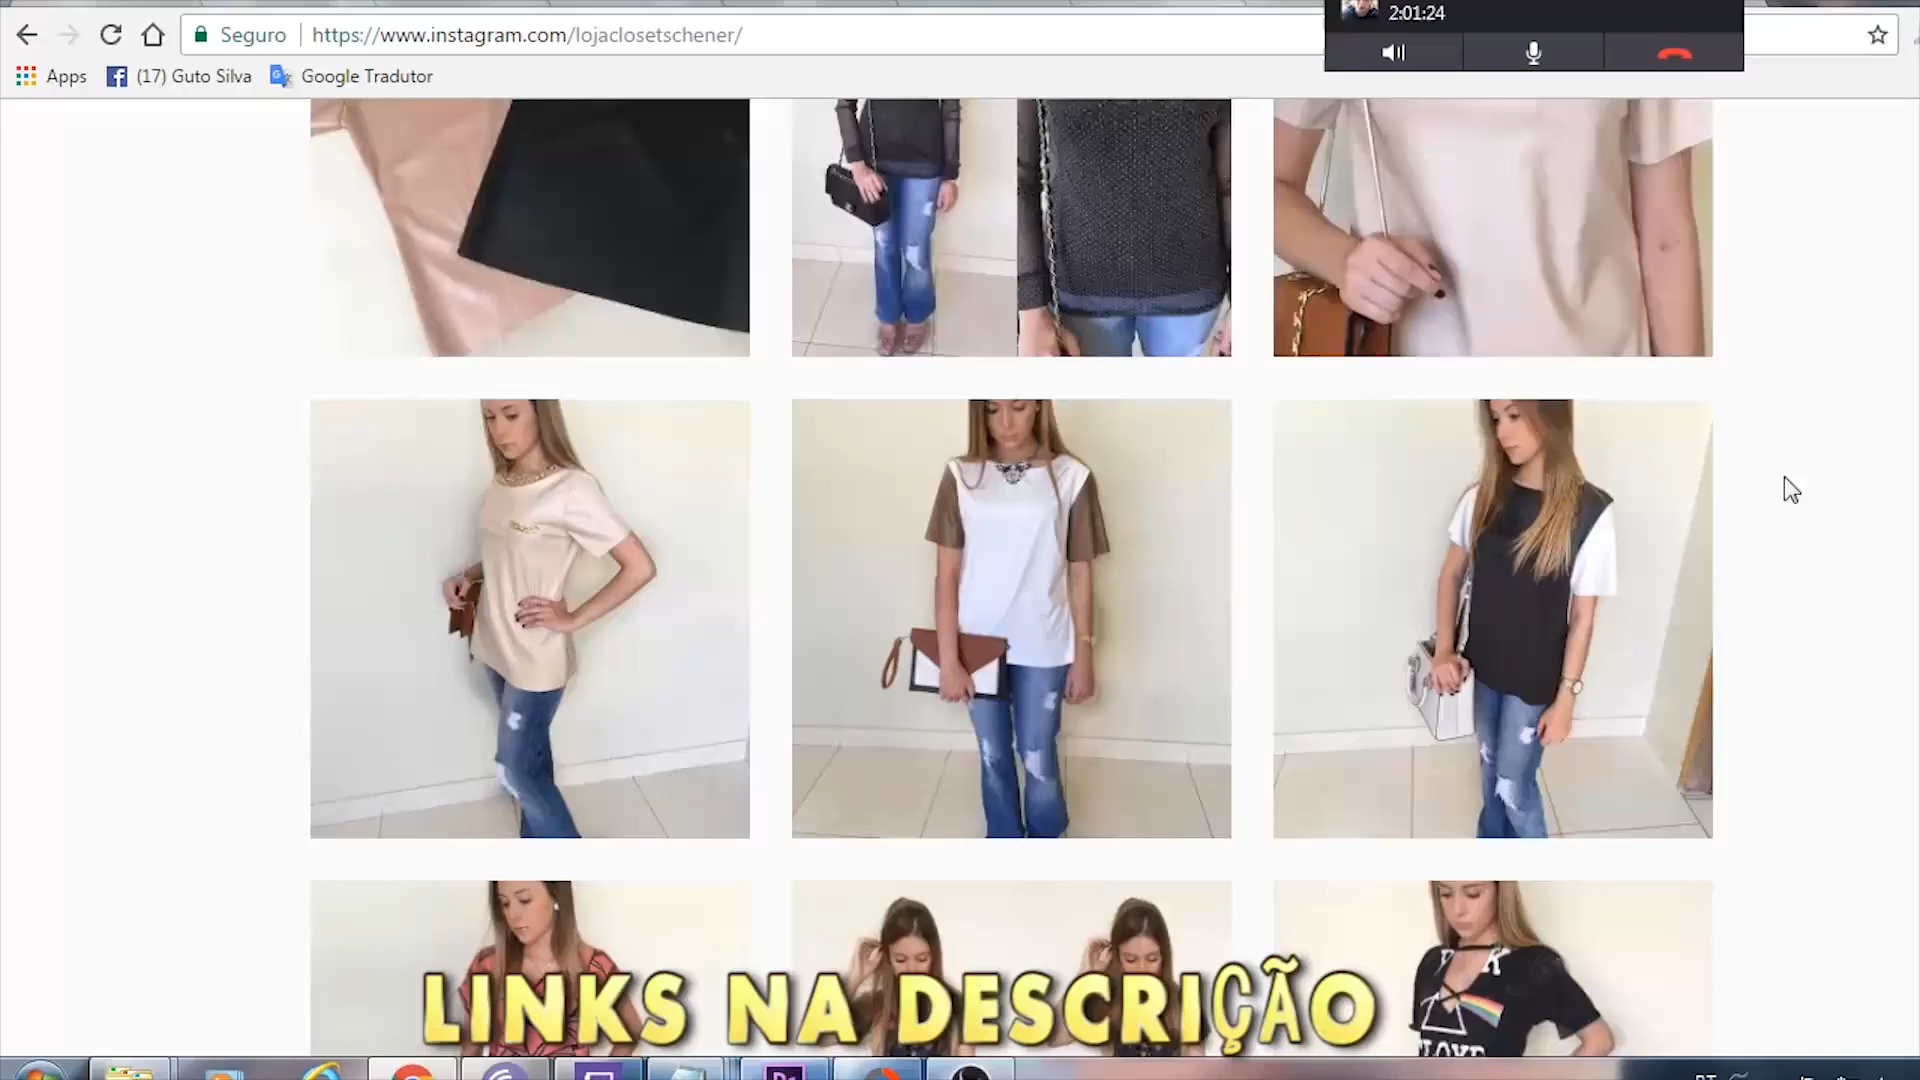 2:01:24
Seguro
https://www.instagram.com/lojaclosetschener/
Apps
(17) Guto Silva
Google Tradutor
LINKS NA DESCRIÇÃO